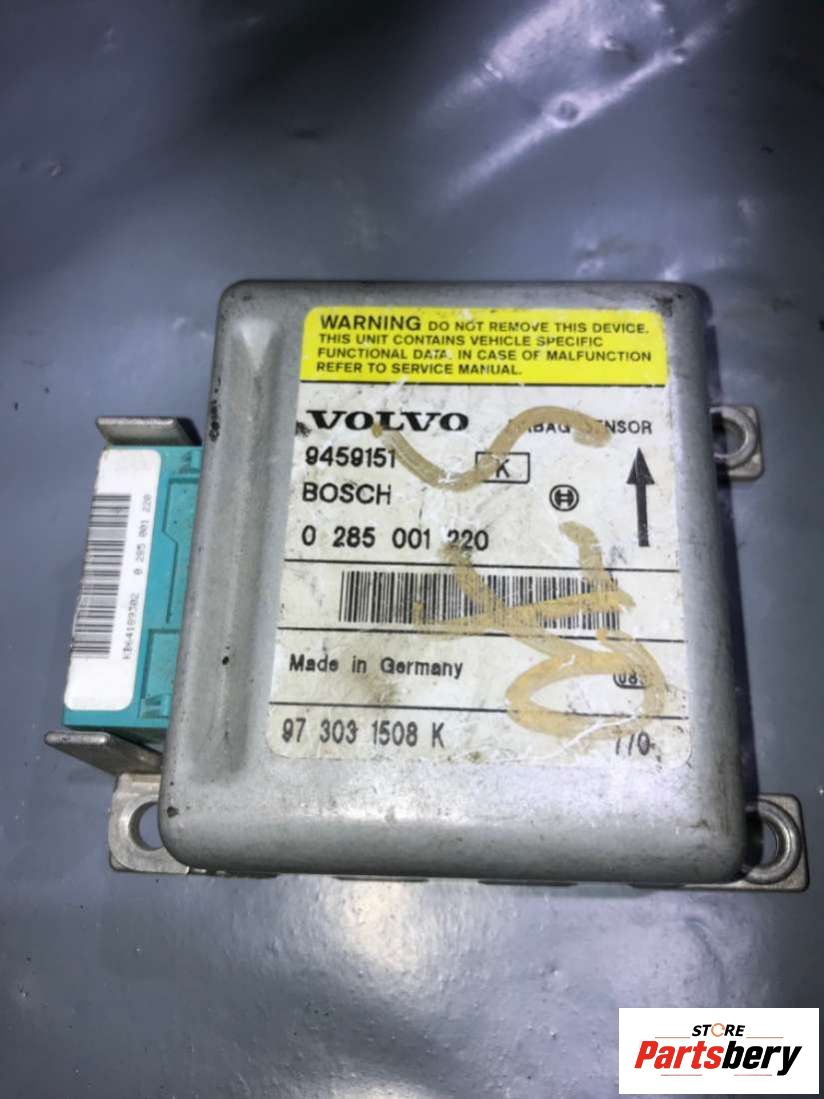 WARNING DO NOT REMOVE THIS DEVICE.
THIS UNIT CONTAINS VEHICLE SPECIFIC
FUNCTIONAL DATA. IN CASE OF MALFUNCTION
REFER TO SERVICE MANUAL.
VOLVO AIRBAG SENSOR
9459151 K
BOSCH
0 285 001 220
Made in Germany
97 303 1508 K 770
0 285 001 220
STORE
Partsbery